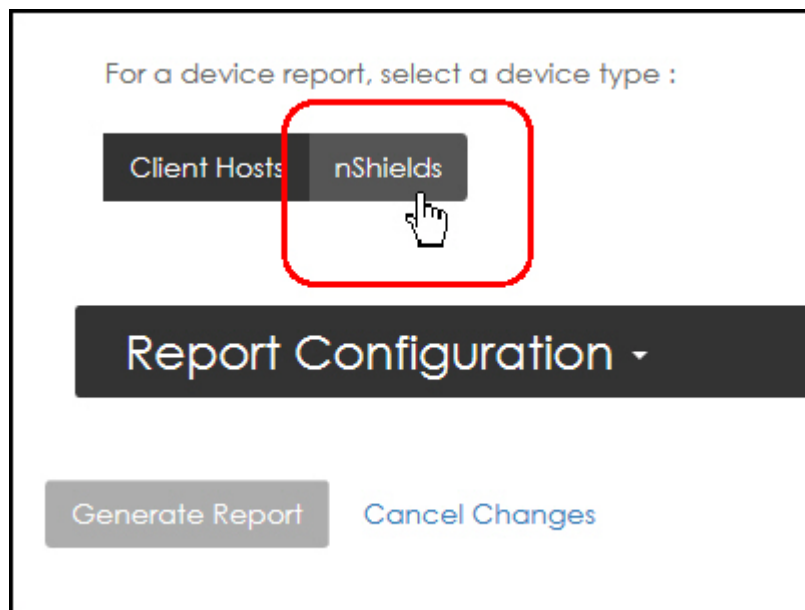 For a device report, select a device type :
Client Hosts nShields
Report Configuration
Generate Report Cancel Changes